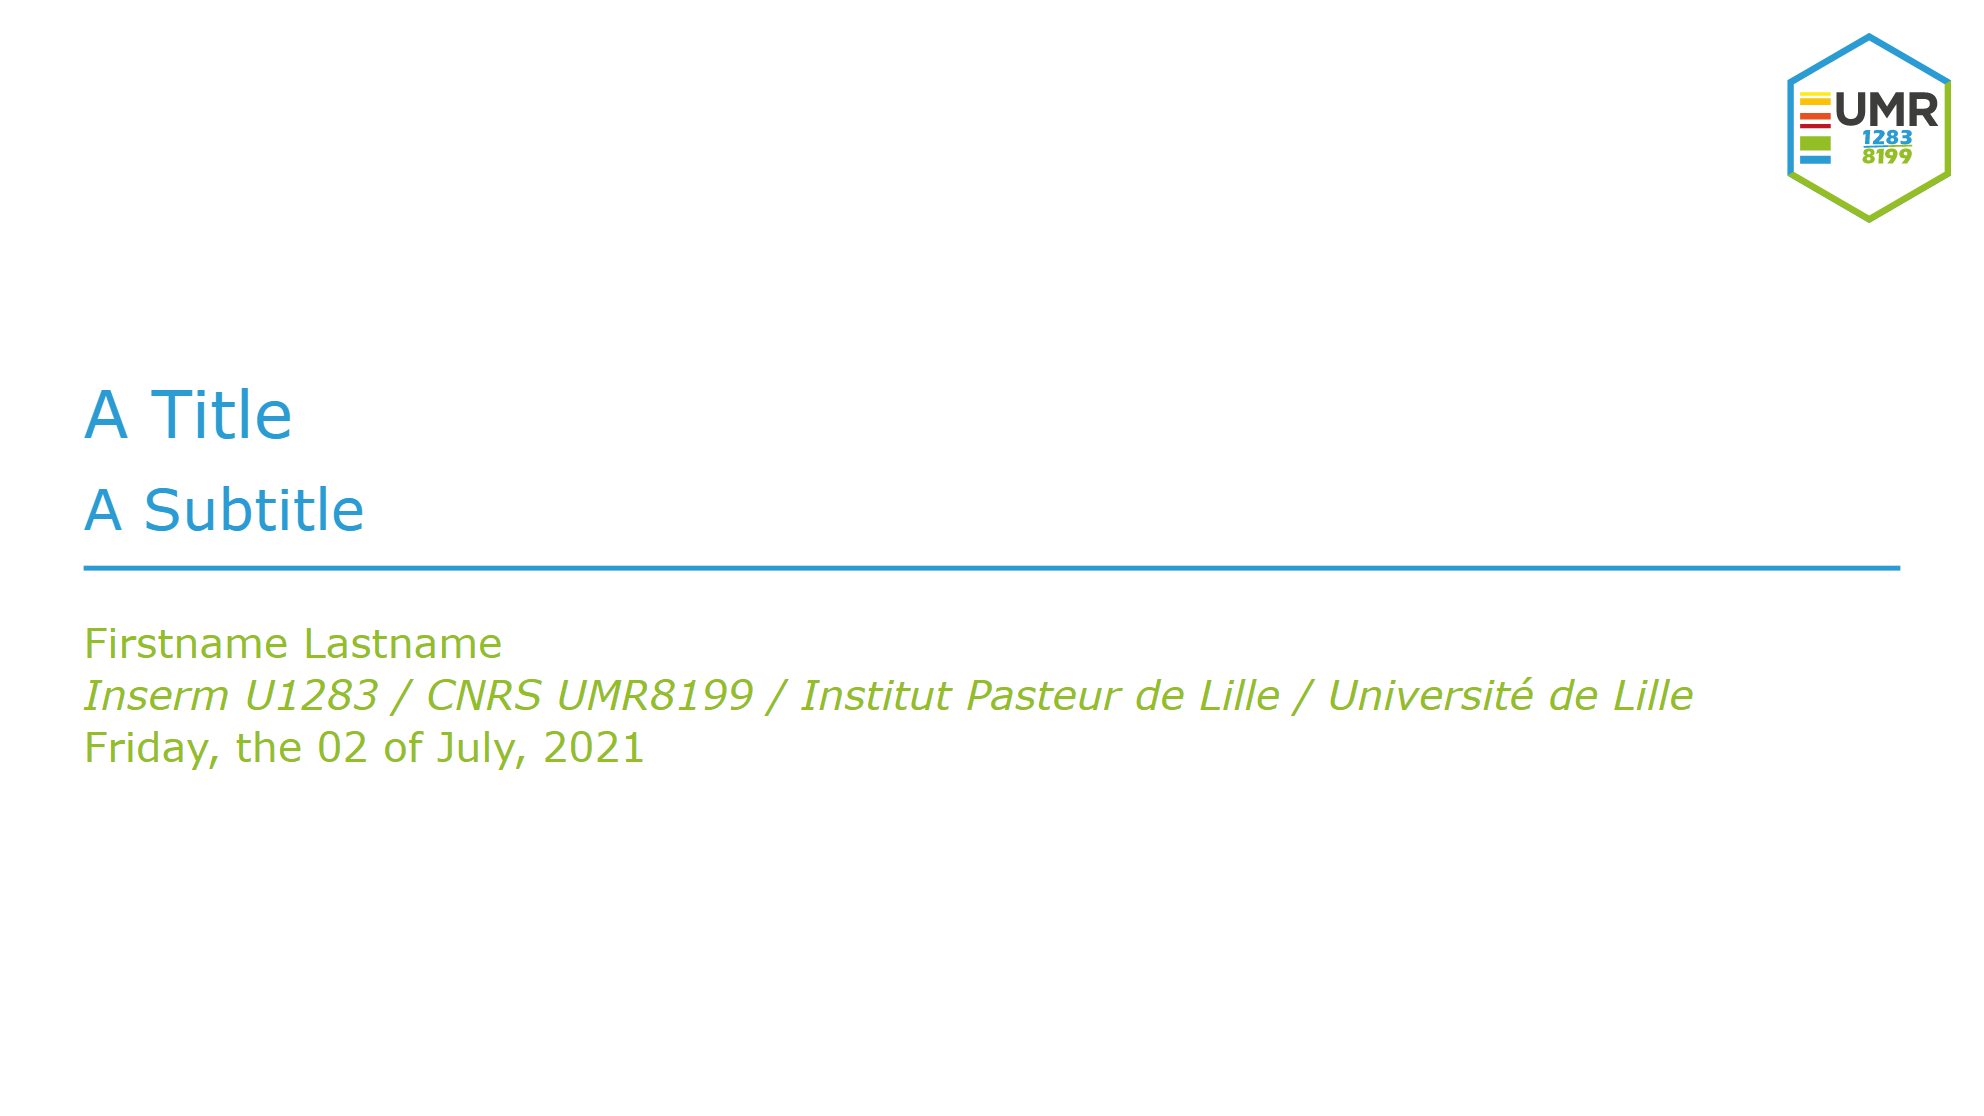 UMR
1283
8199
A Title
A Subtitle
Firstname Lastname
Inserm U1283 / CNRS UMR8199 / Institut Pasteur de Lille / Université de Lille
Friday, the 02 of July, 2021